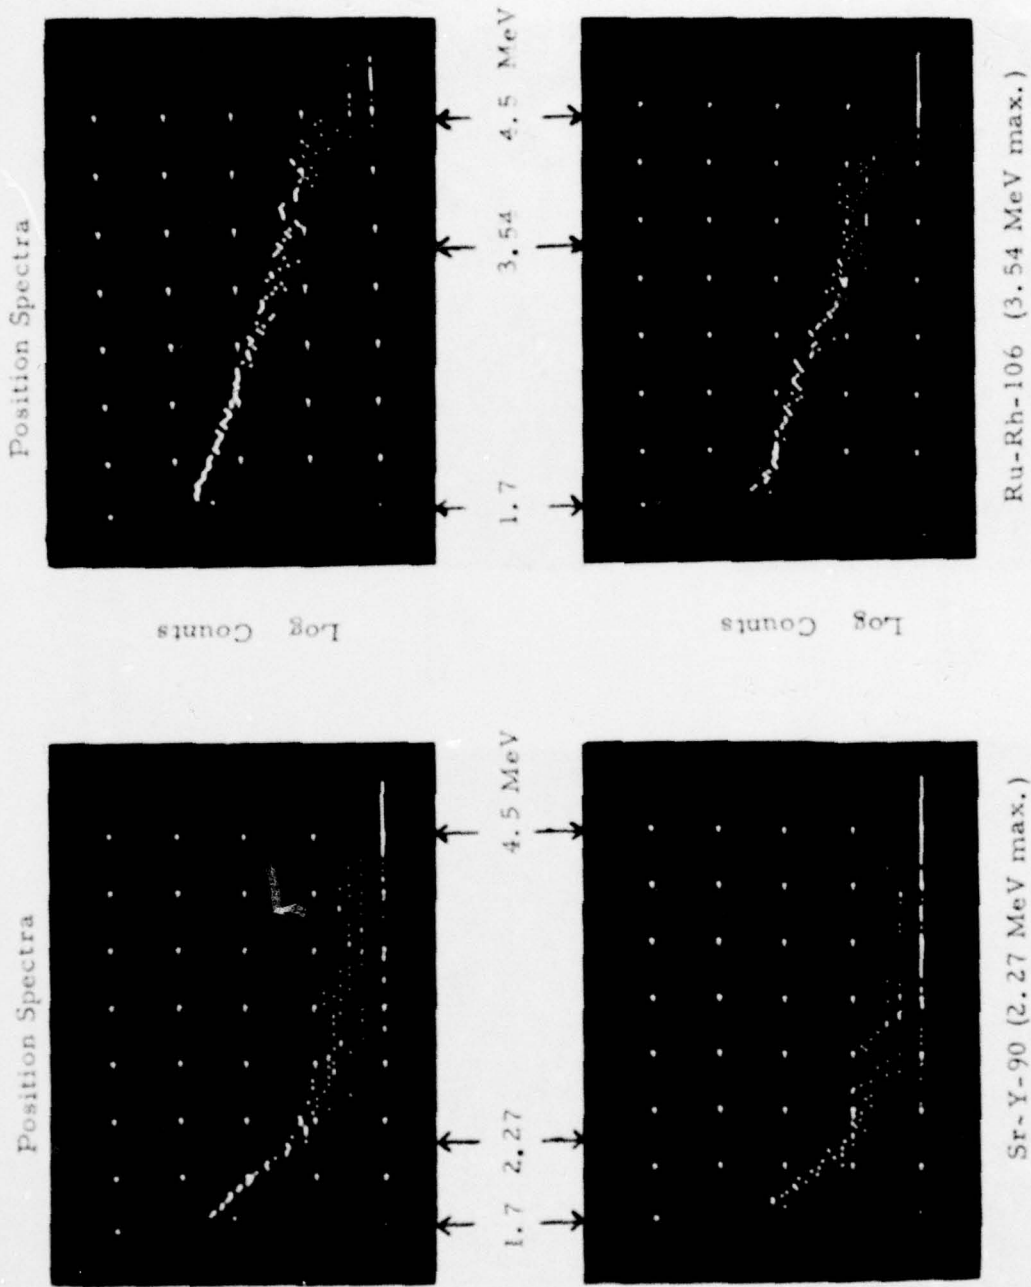 Position Spectra
Log Counts
1.7 2.27 4.5 MeV
Sr-Y-90 (2.27 MeV max.)
Position Spectra
Log Counts
1.7 3.54 4.5 MeV
Ru-Rh-106 (3.54 MeV max.)